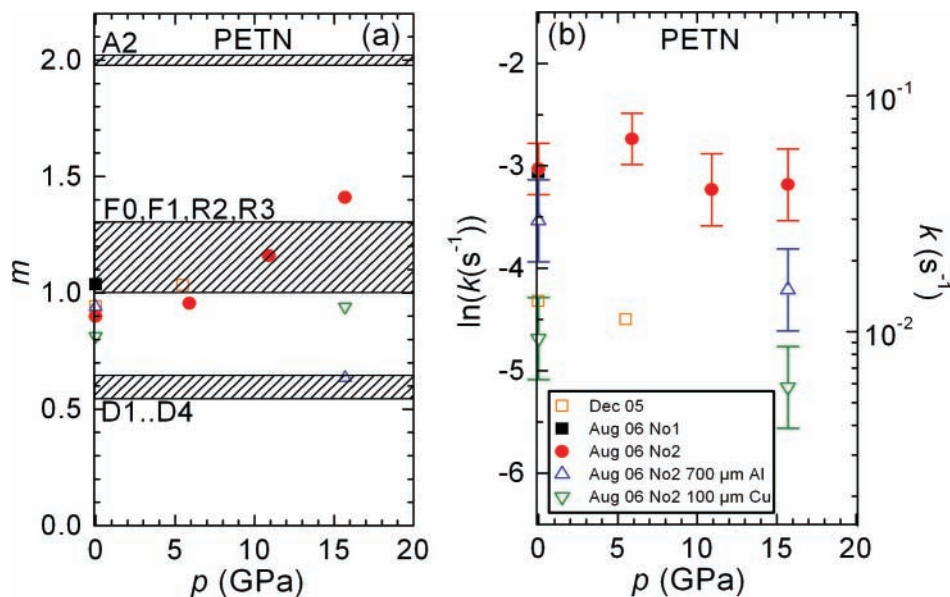 A2 PETN (a)
2.0
1.5
F0,F1,R2,R3
1.0
D1..D4
0.5
0.0
m
0 5 10 15 20
p (GPa)
PETN (b)
-2
-3
-4
-5
-6
ln(k(s⁻¹))
10⁻¹
10⁻²
k (s⁻¹)
Dec 05
Aug 06 No1
Aug 06 No2
Aug 06 No2 700 µm Al
Aug 06 No2 100 µm Cu
0 5 10 15 20
p (GPa)